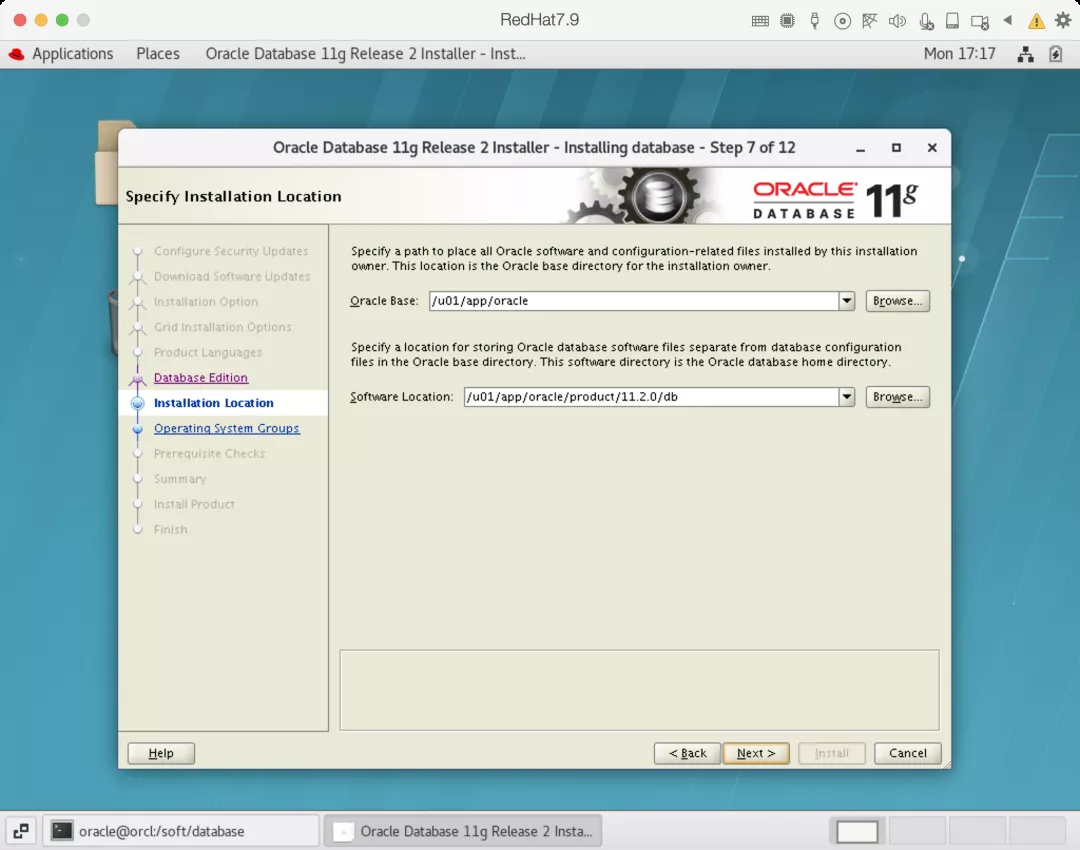 RedHat7.9
Applications Places Oracle Database 11g Release 2 Installer - Inst... Mon 17:17
Oracle Database 11g Release 2 Installer - Installing database - Step 7 of 12
Specify Installation Location
ORACLE DATABASE 11g
Configure Security Updates
Download Software Updates
Installation Option
Grid Installation Options
Product Languages
Database Edition
Installation Location
Operating System Groups
Prerequisite Checks
Summary
Install Product
Finish
Specify a path to place all Oracle software and configuration-related files installed by this installation
owner. This location is the Oracle base directory for the installation owner.
Oracle Base: /u01/app/oracle Browse...
Specify a location for storing Oracle database software files separate from database configuration
files in the Oracle base directory. This software directory is the Oracle database home directory.
Software Location: /u01/app/oracle/product/11.2.0/db Browse...
Help < Back Next > Install Cancel
oracle@orcl:/soft/database Oracle Database 11g Release 2 Insta...